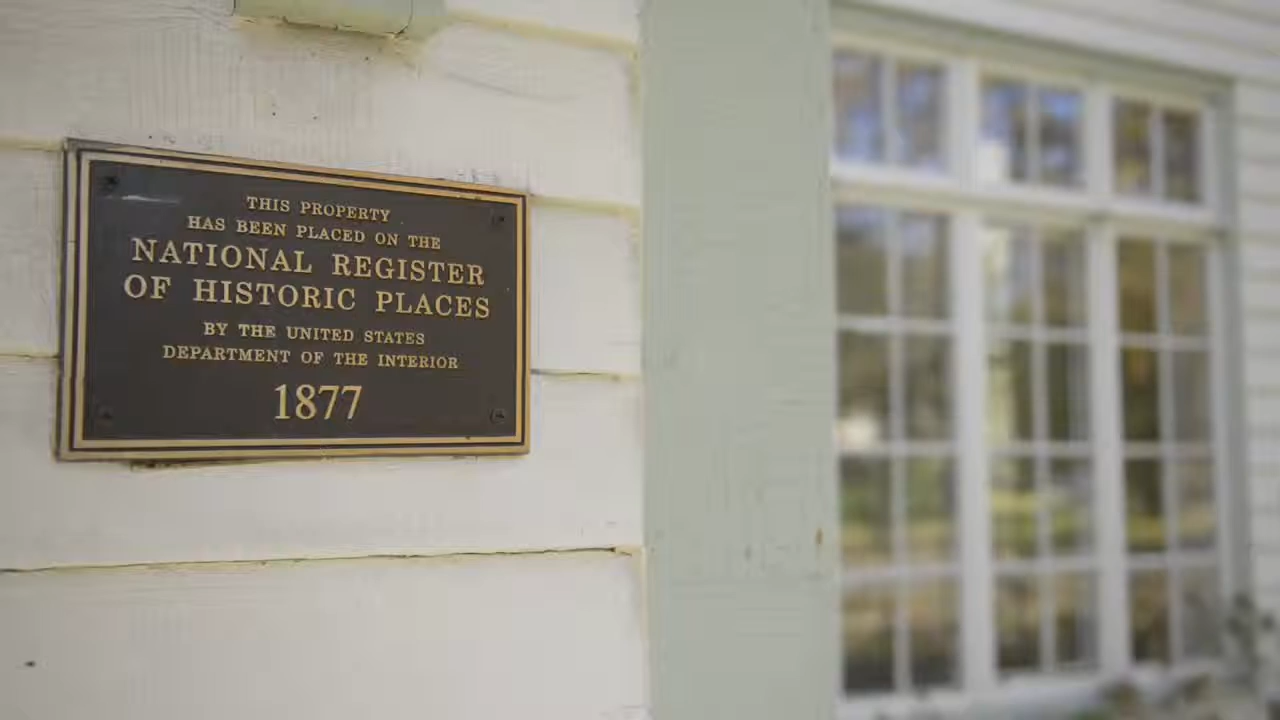 THIS PROPERTY
HAS BEEN PLACED ON THE
NATIONAL REGISTER
OF HISTORIC PLACES
BY THE UNITED STATES
DEPARTMENT OF THE INTERIOR
1877